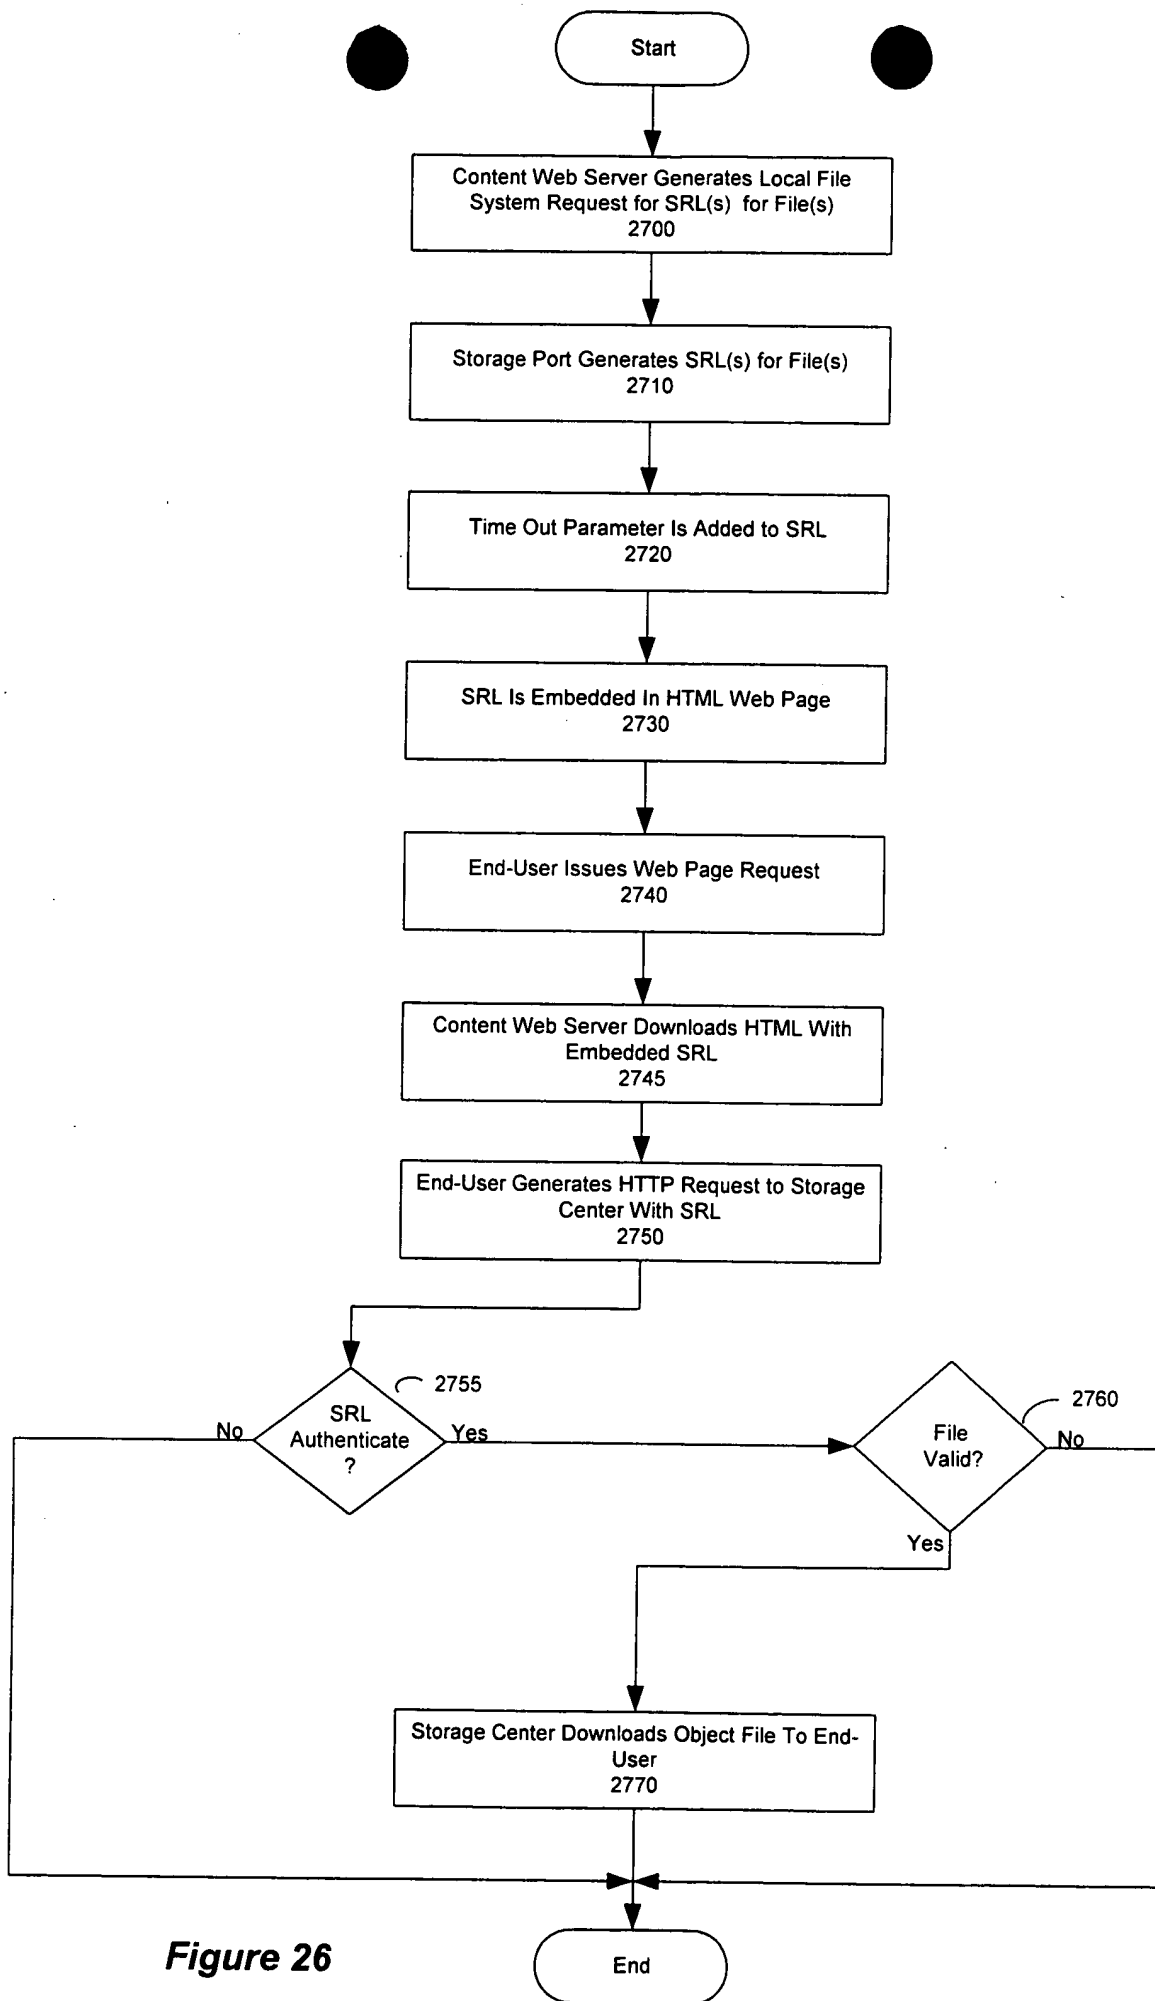 Start
Content Web Server Generates Local File
System Request for SRL(s) for File(s)
2700
Storage Port Generates SRL(s) for File(s)
2710
Time Out Parameter Is Added to SRL
2720
SRL Is Embedded In HTML Web Page
2730
End-User Issues Web Page Request
2740
Content Web Server Downloads HTML With
Embedded SRL
2745
End-User Generates HTTP Request to Storage
Center With SRL
2750
2755
SRL
Authenticate
?
No
Yes
2760
File
Valid?
No
Yes
Storage Center Downloads Object File To End-
User
2770
End
Figure 26